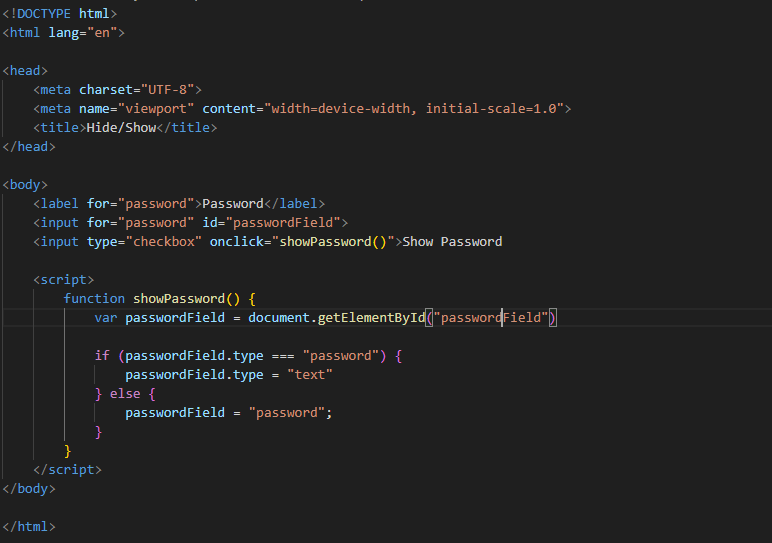 <!DOCTYPE html>
<html lang="en">
<head>
<meta charset="UTF-8">
<meta name="viewport" content="width=device-width, initial-scale=1.0">
<title>Hide/Show</title>
</head>
<body>
<label for="password">Password</label>
<input for="password" id="passwordField">
<input type="checkbox" onclick="showPassword()">Show Password
<script>
function showPassword() {
var passwordField = document.getElementById("passwordField")
if (passwordField.type === "password") {
passwordField.type = "text"
} else {
passwordField = "password";
}
}
</script>
</body>
</html>